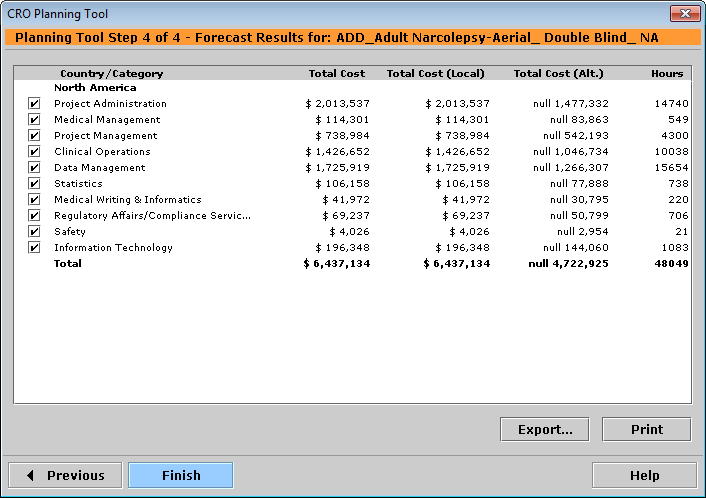 CRO Planning Tool
Planning Tool Step 4 of 4 - Forecast Results for: ADD_Adult Narcolepsy-Aerial_ Double Blind_ NA
Country/Category Total Cost Total Cost (Local) Total Cost (Alt.) Hours
North America
Project Administration $ 2,013,537 $ 2,013,537 null 1,477,332 14740
Medical Management $ 114,301 $ 114,301 null 83,863 549
Project Management $ 738,984 $ 738,984 null 542,193 4300
Clinical Operations $ 1,426,652 $ 1,426,652 null 1,046,734 10038
Data Management $ 1,725,919 $ 1,725,919 null 1,266,307 15654
Statistics $ 106,158 $ 106,158 null 77,888 738
Medical Writing & Informatics $ 41,972 $ 41,972 null 30,795 220
Regulatory Affairs/Compliance Servic... $ 69,237 $ 69,237 null 50,799 706
Safety $ 4,026 $ 4,026 null 2,954 21
Information Technology $ 196,348 $ 196,348 null 144,060 1083
Total $ 6,437,134 $ 6,437,134 null 4,722,925 48049
Export... Print
Previous Finish Help